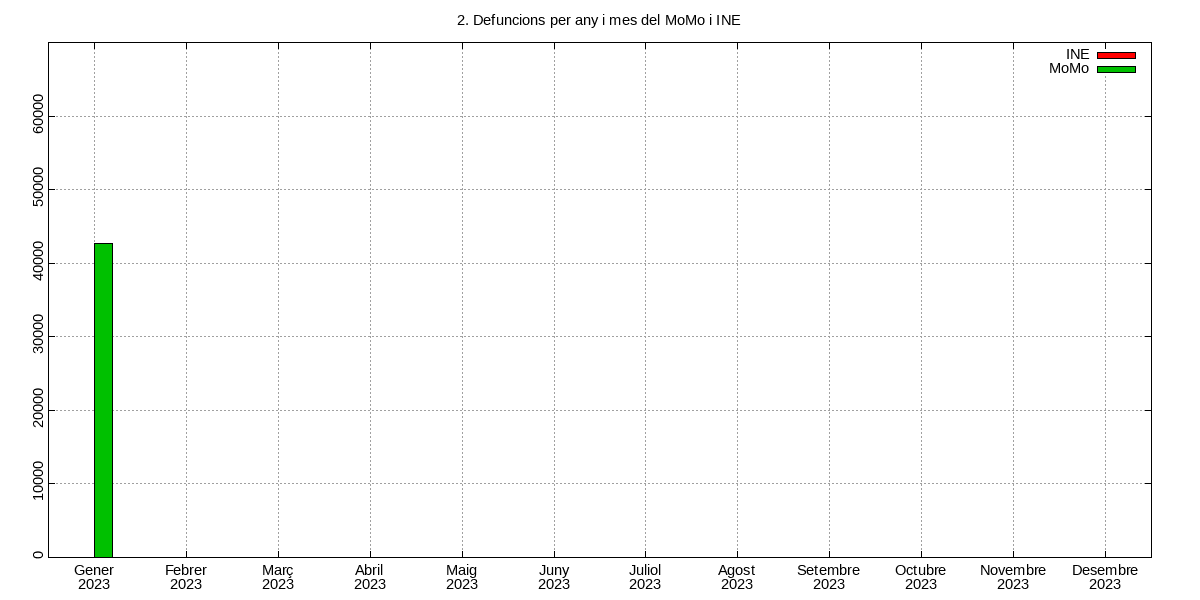 2. Defuncions per any i mes del MoMo i INE
INE
MoMo
60000
50000
40000
30000
20000
10000
0
Gener Febrer Març Abril Maig Juny Juliol Agost Setembre Octubre Novembre Desembre
2023 2023 2023 2023 2023 2023 2023 2023 2023 2023 2023 2023